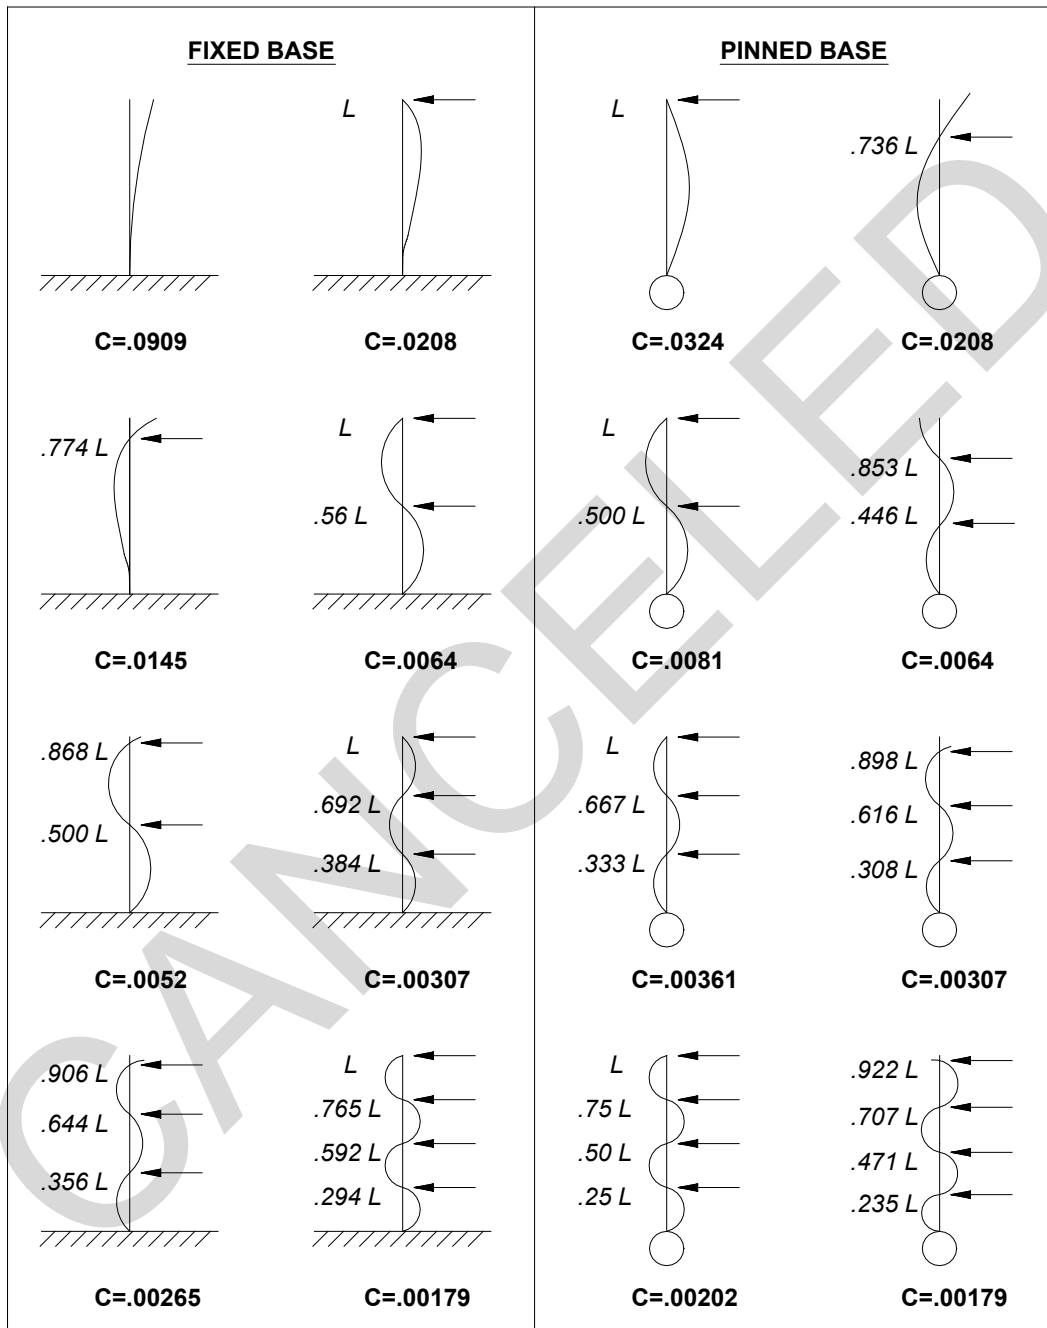 FIXED BASE
PINNED BASE
L
L
.736 L
C=.0909
C=.0208
C=.0324
C=.0208
.774 L
L
.56 L
L
.500 L
.853 L
.446 L
C=.0145
C=.0064
C=.0081
C=.0064
.868 L
.500 L
L
.692 L
.384 L
L
.667 L
.333 L
.898 L
.616 L
.308 L
C=.0052
C=.00307
C=.00361
C=.00307
.906 L
.644 L
.356 L
L
.765 L
.592 L
.294 L
L
.75 L
.50 L
.25 L
.922 L
.707 L
.471 L
.235 L
C=.00265
C=.00179
C=.00202
C=.00179
CANCELED